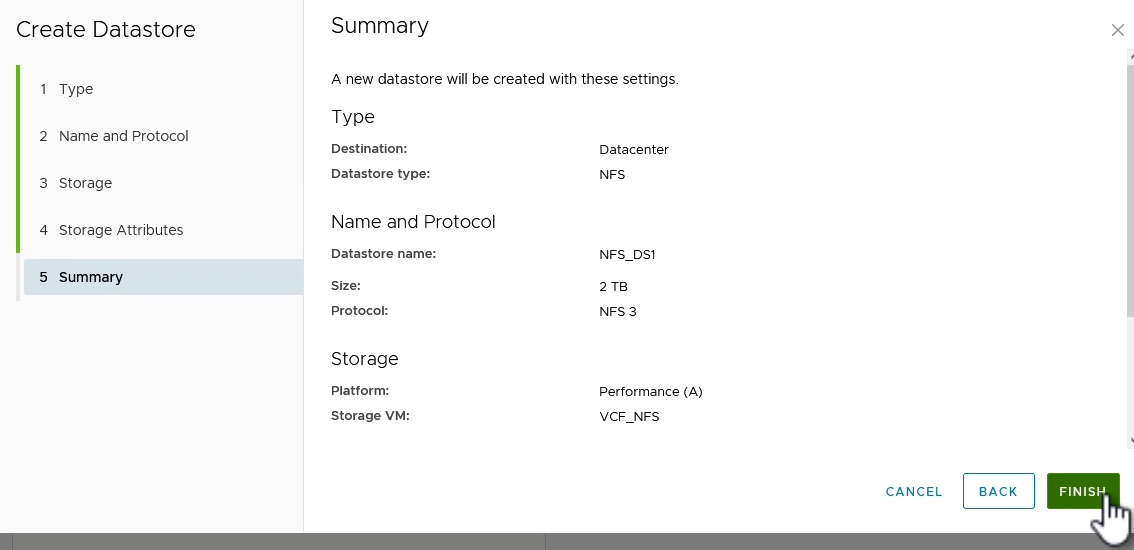 Create Datastore
1 Type
2 Name and Protocol
3 Storage
4 Storage Attributes
5 Summary
Summary
A new datastore will be created with these settings.
Type
Destination: Datacenter
Datastore type: NFS
Name and Protocol
Datastore name: NFS_DS1
Size: 2 TB
Protocol: NFS 3
Storage
Platform: Performance (A)
Storage VM: VCF_NFS
CANCEL BACK FINISH